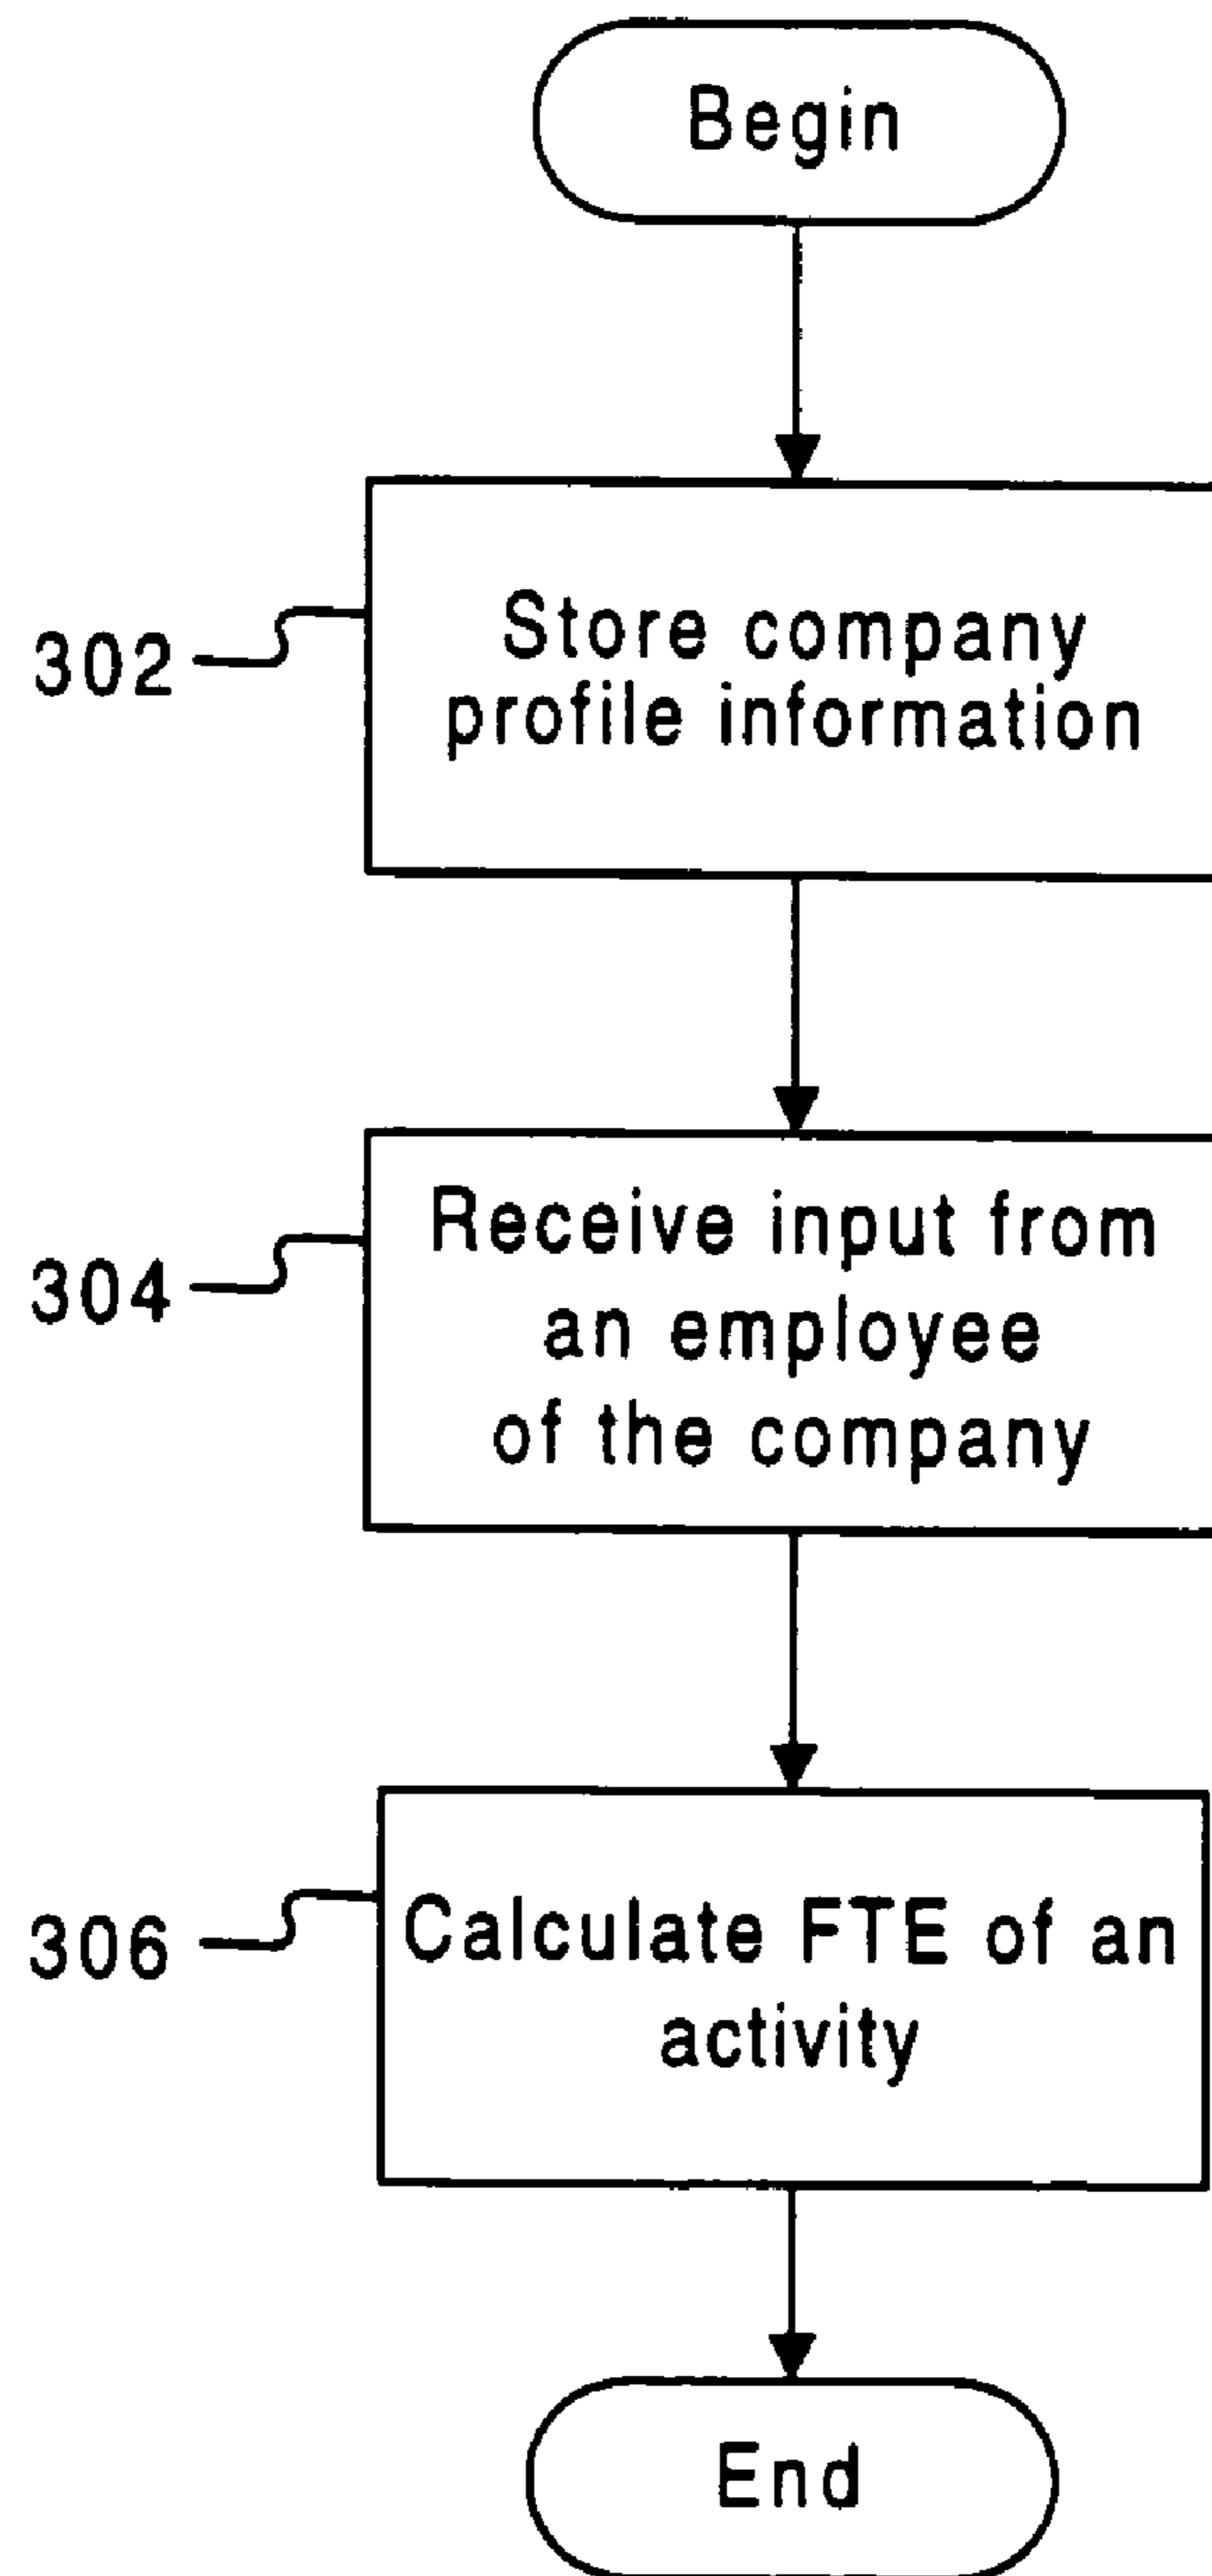 Begin
302
Store company
profile information
304
Receive input from
an employee
of the company
306
Calculate FTE of an
activity
End